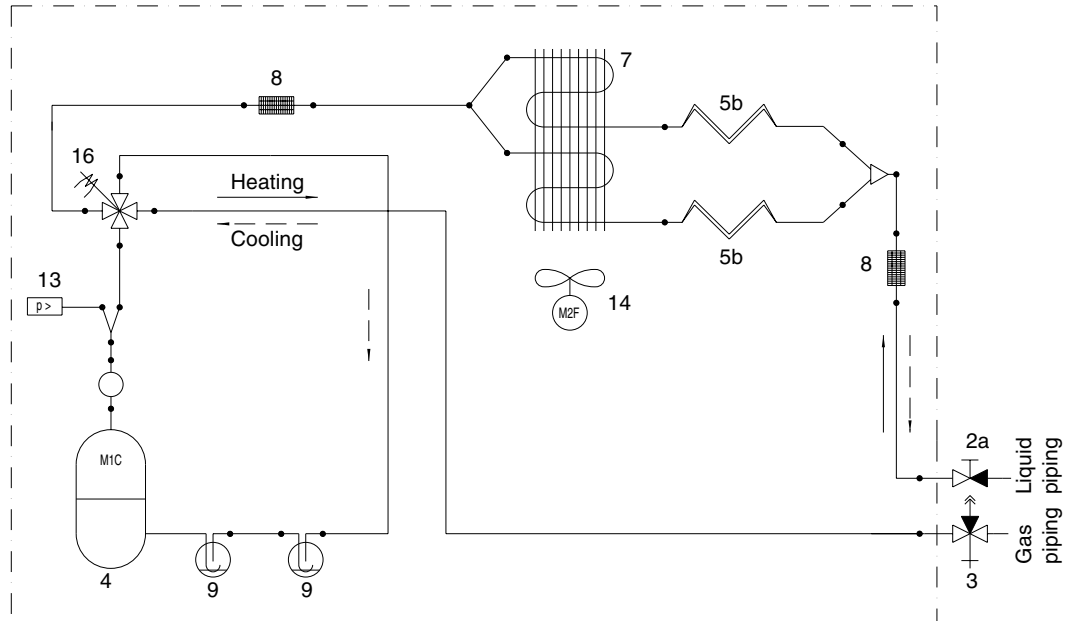 7
8
5b
16
Heating
Cooling
5b
8
13
p >
14
M2F
M1C
2a
Liquid
piping
Gas
piping
4
9
9
3